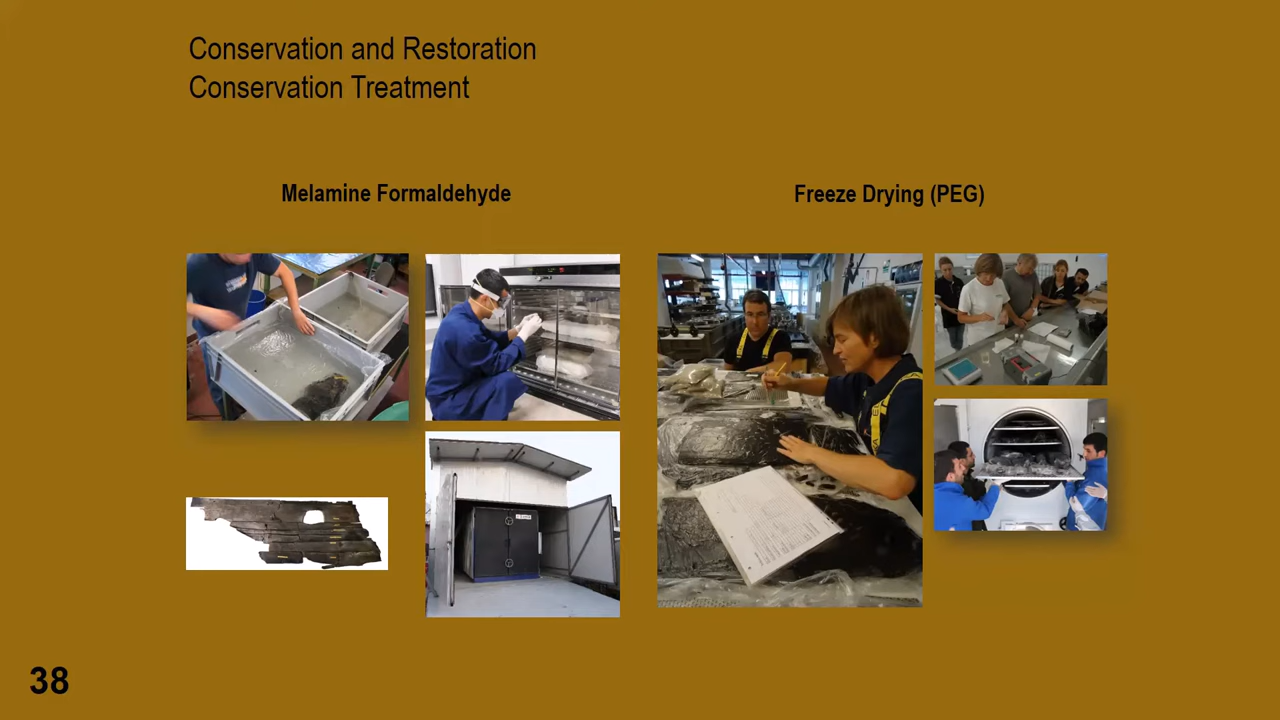 Conservation and Restoration
Conservation Treatment
Melamine Formaldehyde
Freeze Drying (PEG)
38